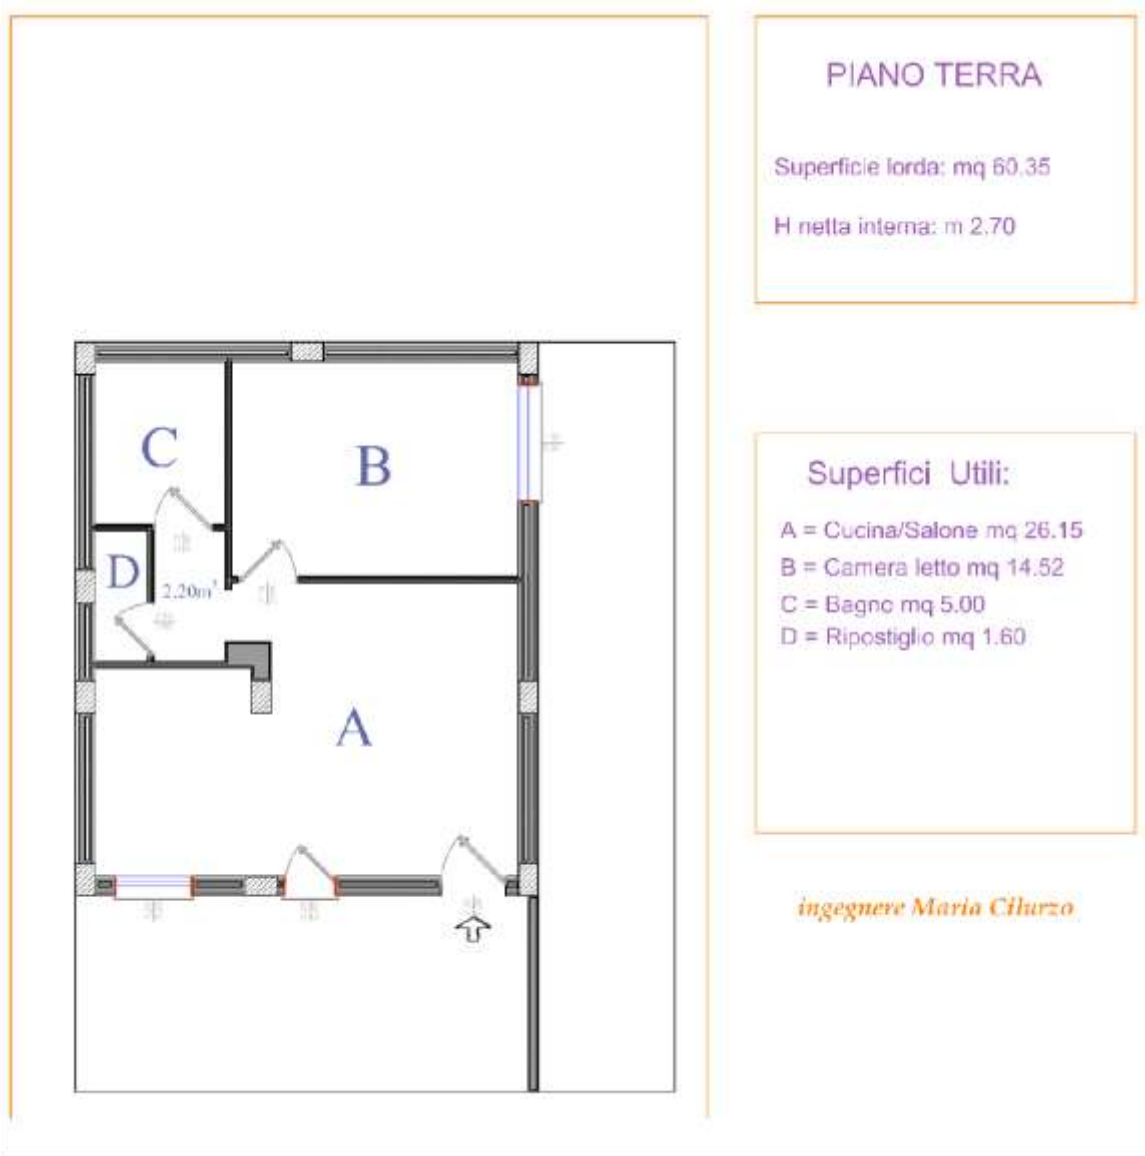 PIANO TERRA
Superficie lorda: mq 60.35
H netta interna: m 2.70
C
B
D
2.20m²
A
Superfici Utili:
A = Cucina/Salone mq 26.15
B = Camera letto mq 14.52
C = Bagno mq 5.00
D = Ripostiglio mq 1.60
ingegnere Maria Cilurzo